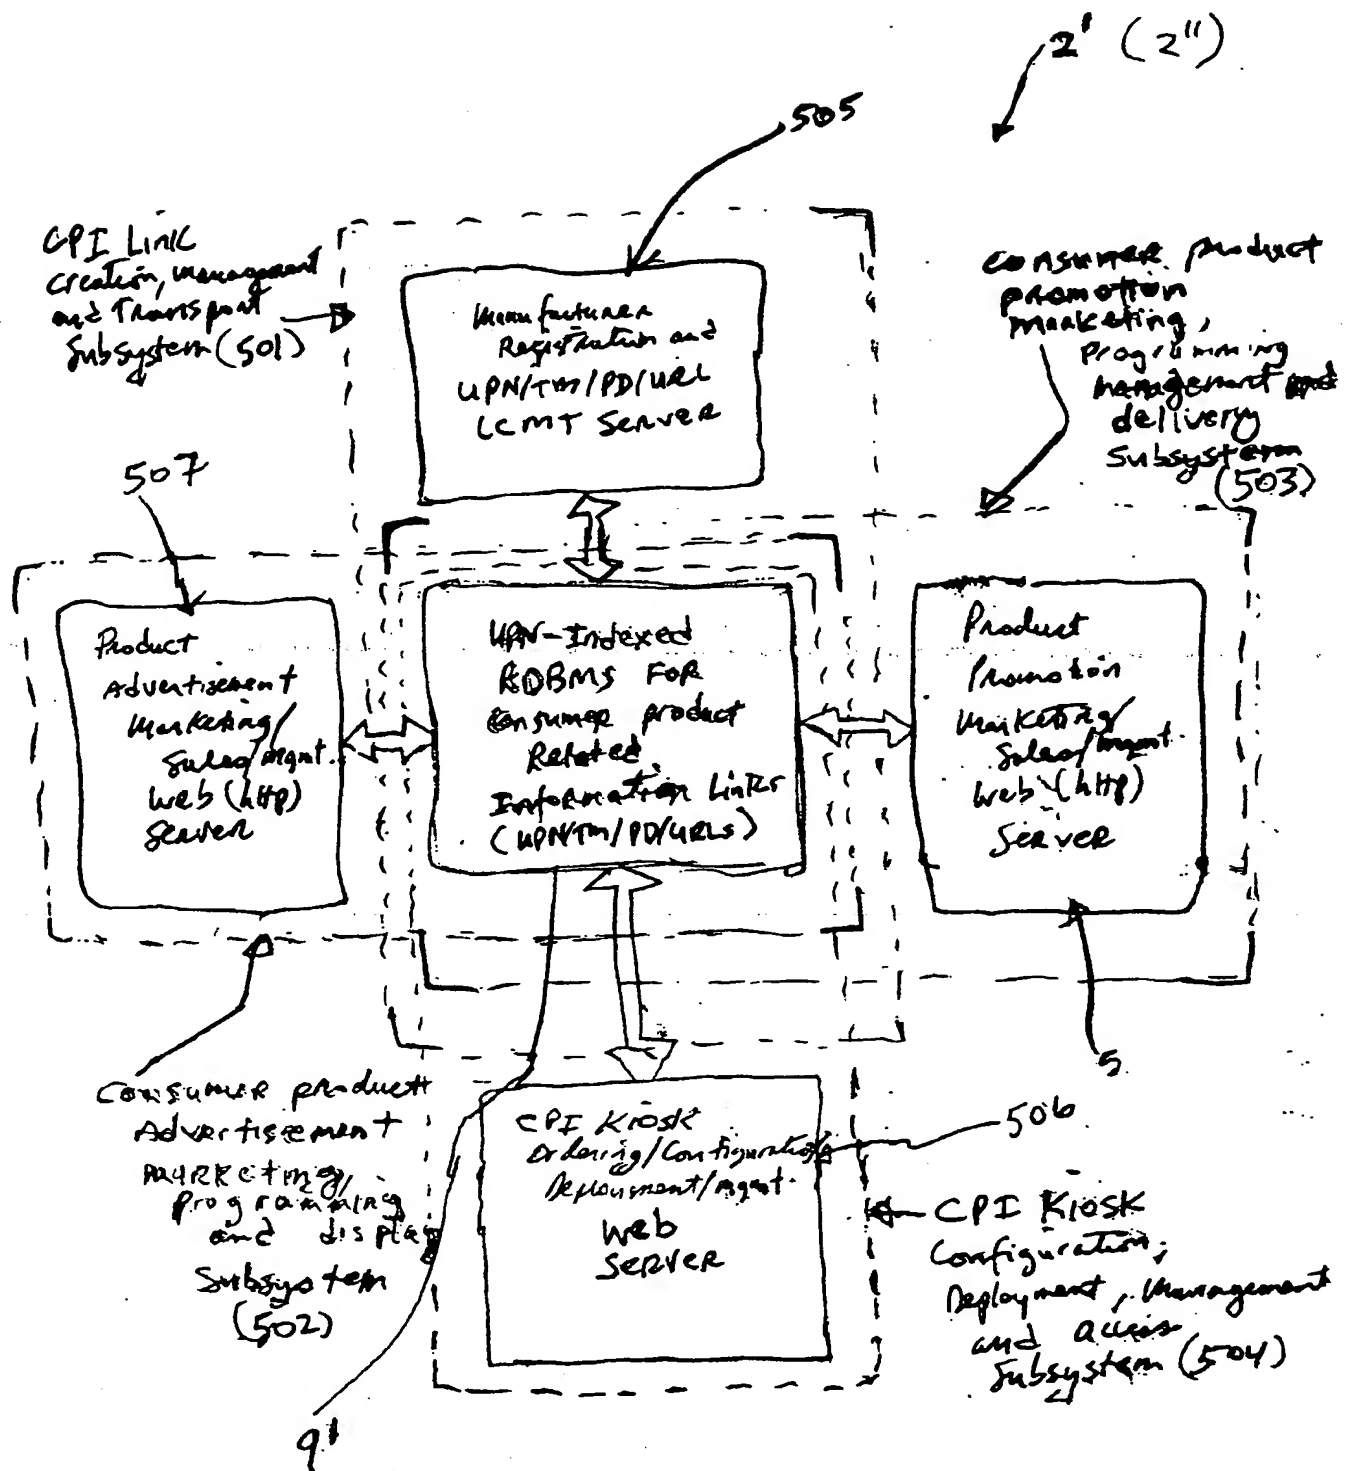 2' (2")
505
CPI Link
Creation, Management
and Transport
Subsystem (501)
Manufacturer
Registration and
UPN/TM/PD/URL
LCMT Server
Consumer product
promotion
marketing,
Programming
management and
delivery
Subsystem
(503)
507
Product
Advertisement
Marketing/
Sales/Mgmt.
Web (http)
Server
UPN-Indexed
RDBMS FOR
Consumer product
Related
Information Links
(UPN/TM/PD/URLs)
Product
Promotion
Marketing/
Sales/Mgmt.
Web (http)
Server
5
Consumer product
Advertisement
Marketing,
Programming
and display
Subsystem
(502)
CPI Kiosk
Ordering/Configuration
Deployment/Mgmt.
Web
Server
506
CPI Kiosk
Configuration,
Deployment, Management
and access
Subsystem (504)
9'